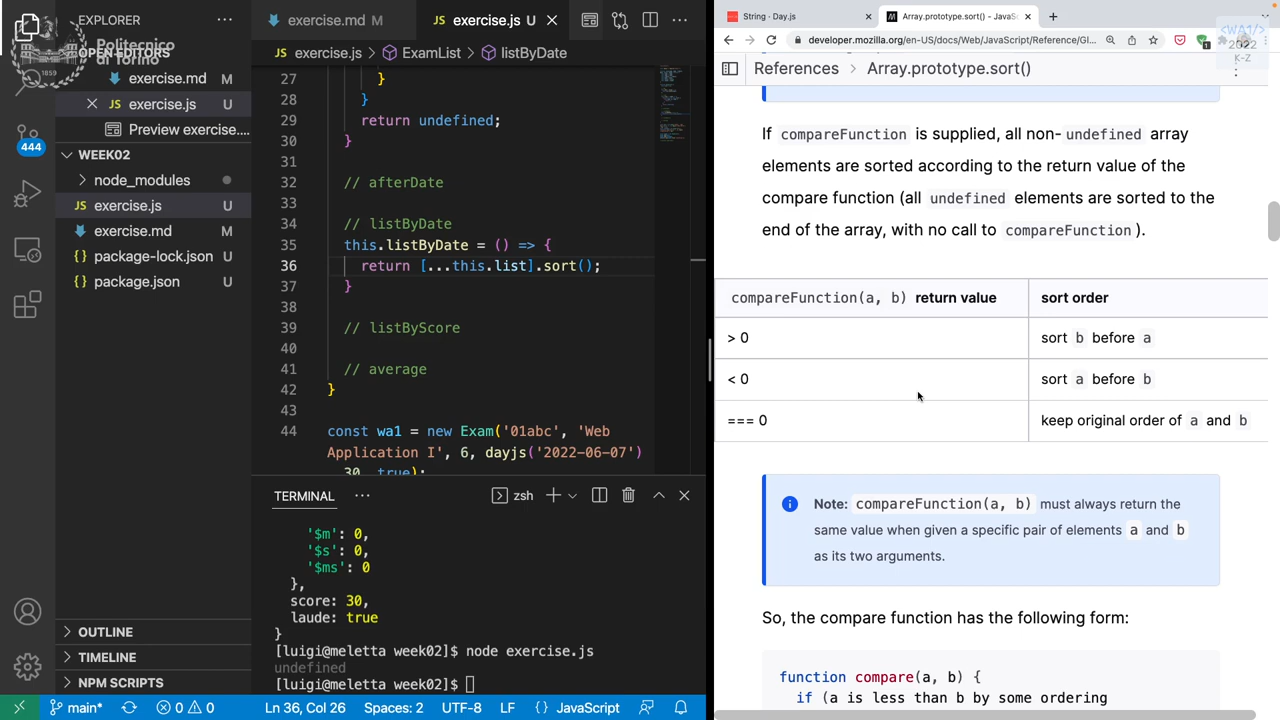 EXPLORER
OPEN EDITORS
exercise.md M
exercise.js U
Preview exercise....
WEEK02
node_modules
exercise.js U
exercise.md U
package-lock.json U
package.json U
OUTLINE
TIMELINE
NPM SCRIPTS
444
Politecnico
di Torino
1859
exercise.md M
exercise.js U
exercise.js > ExamList > listByDate
27 }
28 }
29 return undefined;
30 }
31
32 // afterDate
33
34 // listByDate
35 this.listByDate = () => {
36 return [...this.list].sort();
37 }
38
39 // listByScore
40
41 // average
42 }
43
44 const wa1 = new Exam('01abc', 'Web
Application I', 6, dayjs('2022-06-07')
30, true);
TERMINAL
zsh
'$m': 0,
'$s': 0,
'$ms': 0
},
score: 30,
laude: true
}
[luigi@meletta week02]$ node exercise.js
undefined
[luigi@meletta week02]$
main*
0 0
Ln 36, Col 26
Spaces: 2
UTF-8
LF
JavaScript
String · Day.js
Array.prototype.sort() - JavaSc
developer.mozilla.org/en-US/docs/Web/JavaScript/Reference/Gl...
<WA1/>
2022
K-Z
References > Array.prototype.sort()
If compareFunction is supplied, all non- undefined array
elements are sorted according to the return value of the
compare function (all undefined elements are sorted to the
end of the array, with no call to compareFunction ).
compareFunction(a, b) return value sort order
> 0 sort b before a
< 0 sort a before b
=== 0 keep original order of a and b
Note: compareFunction(a, b) must always return the
same value when given a specific pair of elements a and b
as its two arguments.
So, the compare function has the following form:
function compare(a, b) {
if (a is less than b by some ordering